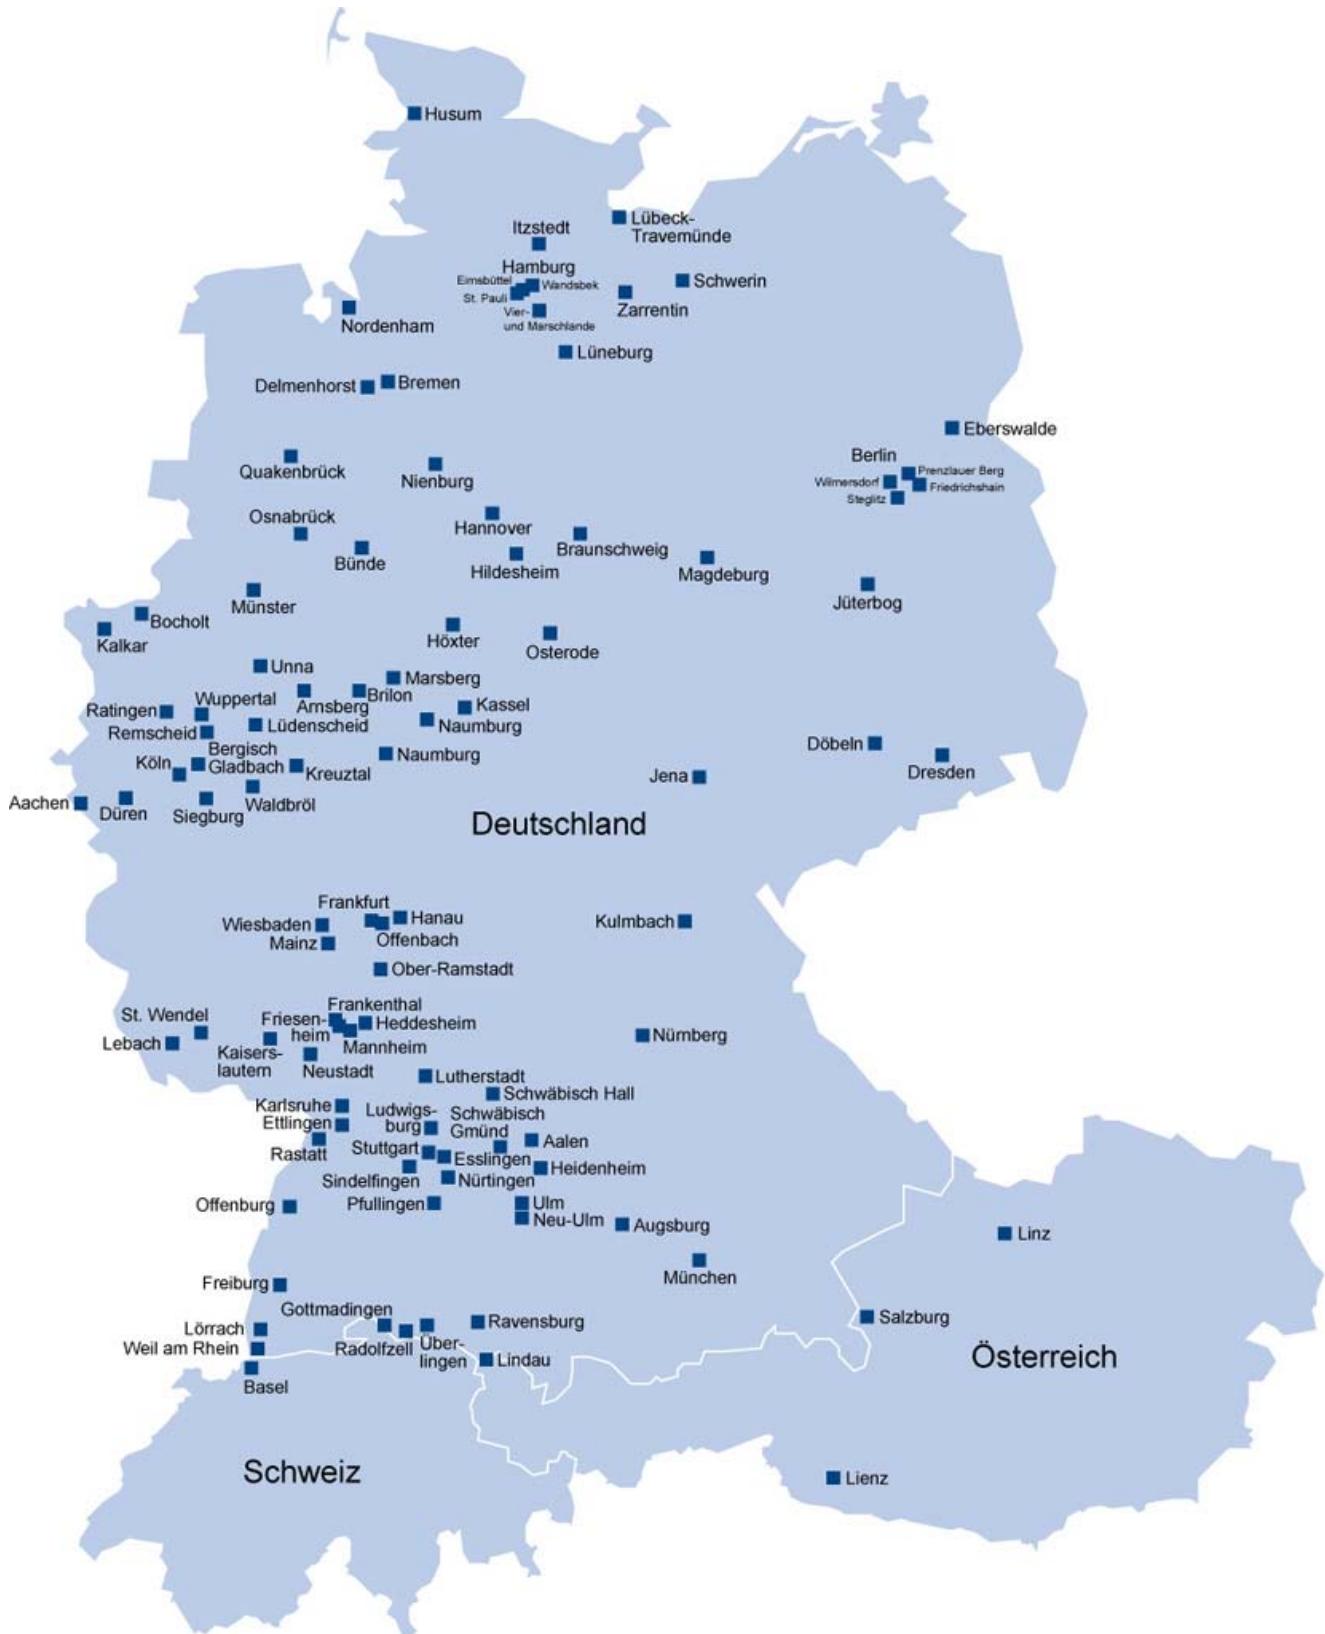 Husum
Lübeck-
Travemünde
Itzstedt
Hamburg
Eimsbüttel
Wandsbek
St. Pauli
Vier-
und Marschlande
Schwerin
Zarrentin
Nordenham
Lüneburg
Delmenhorst
Bremen
Eberswalde
Berlin
Prenzlauer Berg
Wilmersdorf
Friedrichshain
Steglitz
Quakenbrück
Nienburg
Osnabrück
Hannover
Bünde
Braunschweig
Hildesheim
Magdeburg
Jüterbog
Münster
Bocholt
Kalkar
Höxter
Osterode
Unna
Marsberg
Brilon
Arnsberg
Wuppertal
Ratingen
Kassel
Naumburg
Remscheid
Lüdenscheid
Bergisch
Gladbach
Köln
Kreuztal
Naumburg
Döbeln
Dresden
Jena
Aachen
Düren
Siegburg
Waldbröl
Deutschland
Frankfurt
Hanau
Wiesbaden
Offenbach
Mainz
Kulmbach
Ober-Ramstadt
Frankenthal
St. Wendel
Friesen-
heim
Heddesheim
Lebach
Kaisers-
lautern
Mannheim
Neustadt
Nürnberg
Lutherstadt
Schwäbisch Hall
Karlsruhe
Ettlingen
Ludwigs-
burg
Schwäbisch
Gmünd
Aalen
Rastatt
Stuttgart
Esslingen
Heidenheim
Sindelfingen
Nürtingen
Offenburg
Pfullingen
Ulm
Neu-Ulm
Augsburg
Linz
München
Freiburg
Gottmadingen
Ravensburg
Salzburg
Lörrach
Weil am Rhein
Radolfzell
Über-
lingen
Lindau
Österreich
Basel
Schweiz
Lienz